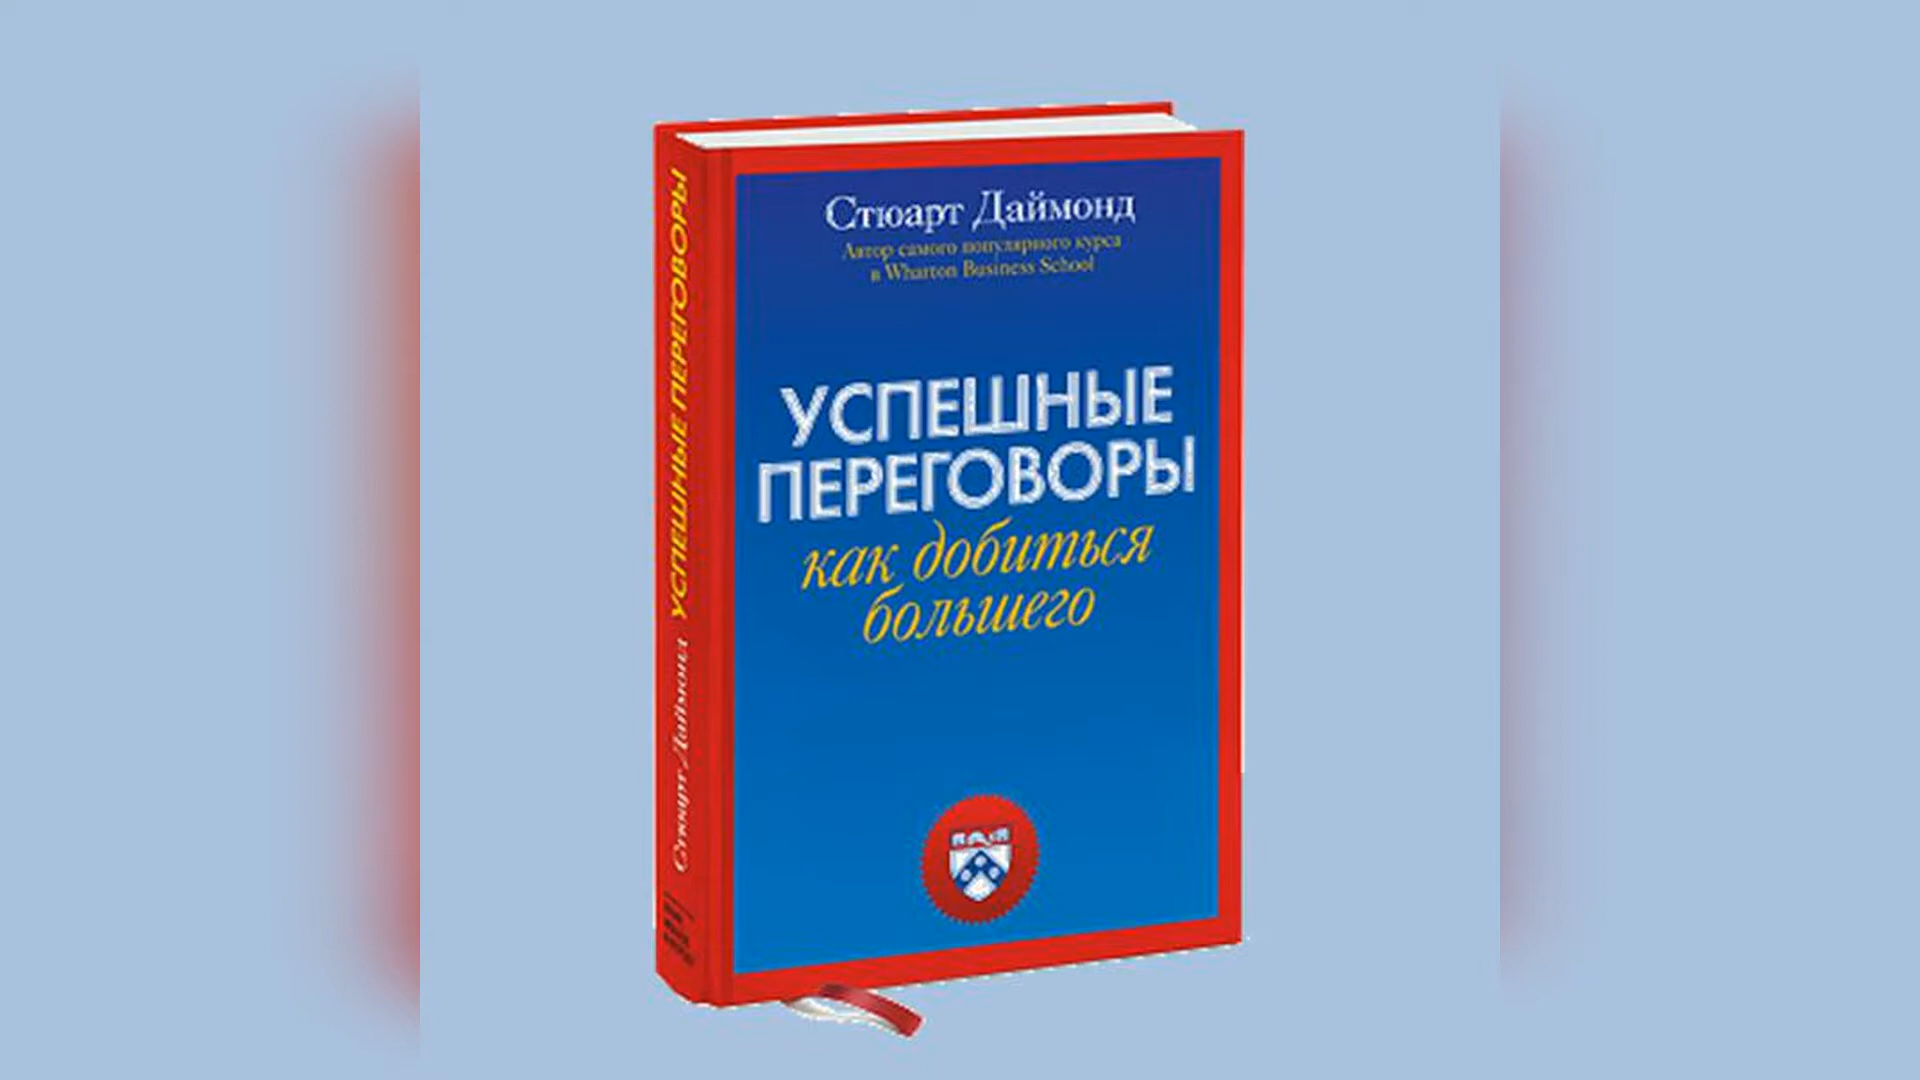 Стюарт Даймонд
Автор самого популярного курса
в Wharton Business School
УСПЕШНЫЕ
ПЕРЕГОВОРЫ
как добиться
большего
Стюарт Даймонд УСПЕШНЫЕ ПЕРЕГОВОРЫ